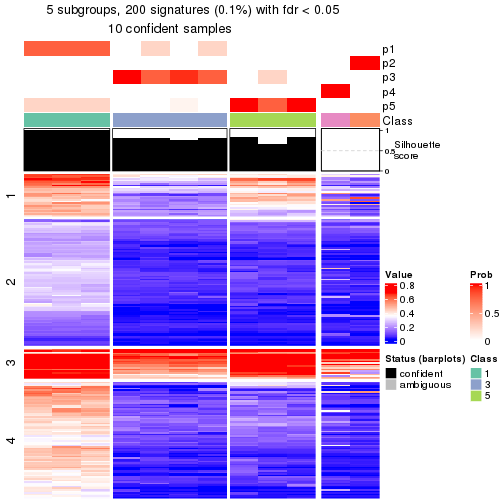 5 subgroups, 200 signatures (0.1%) with fdr < 0.05
10 confident samples
p1
p2
p3
p4
p5
Class
1
0.5
0
Silhouette
score
1
2
3
4
Value
0.8
0.6
0.4
0.2
0
Prob
1
0.5
0
Status (barplots)
confident
ambiguous
Class
1
3
5